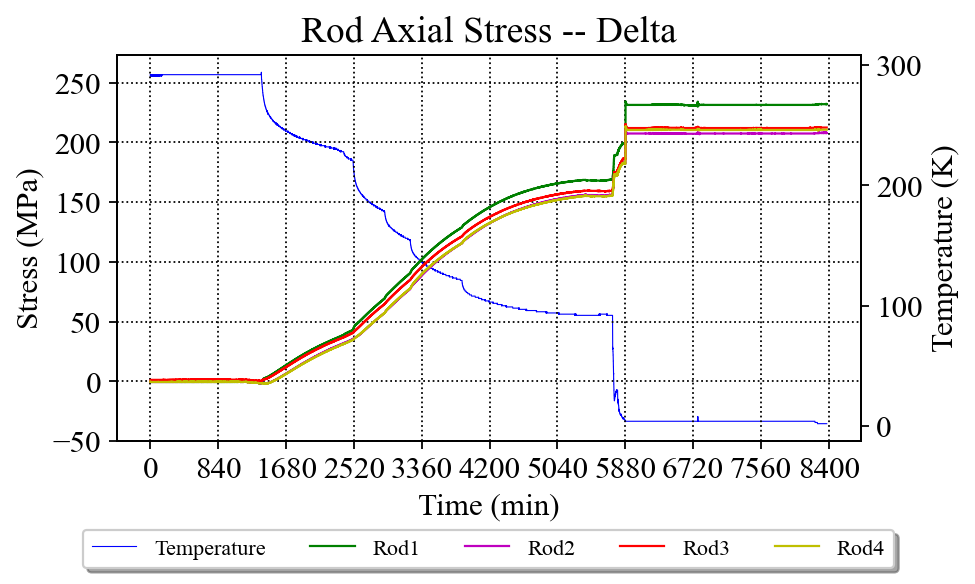 Rod Axial Stress -- Delta
250
200
150
100
50
0
−50
Stress (MPa)
300
200
100
0
Temperature (K)
0 840 1680 2520 3360 4200 5040 5880 6720 7560 8400
Time (min)
Temperature Rod1 Rod2 Rod3 Rod4